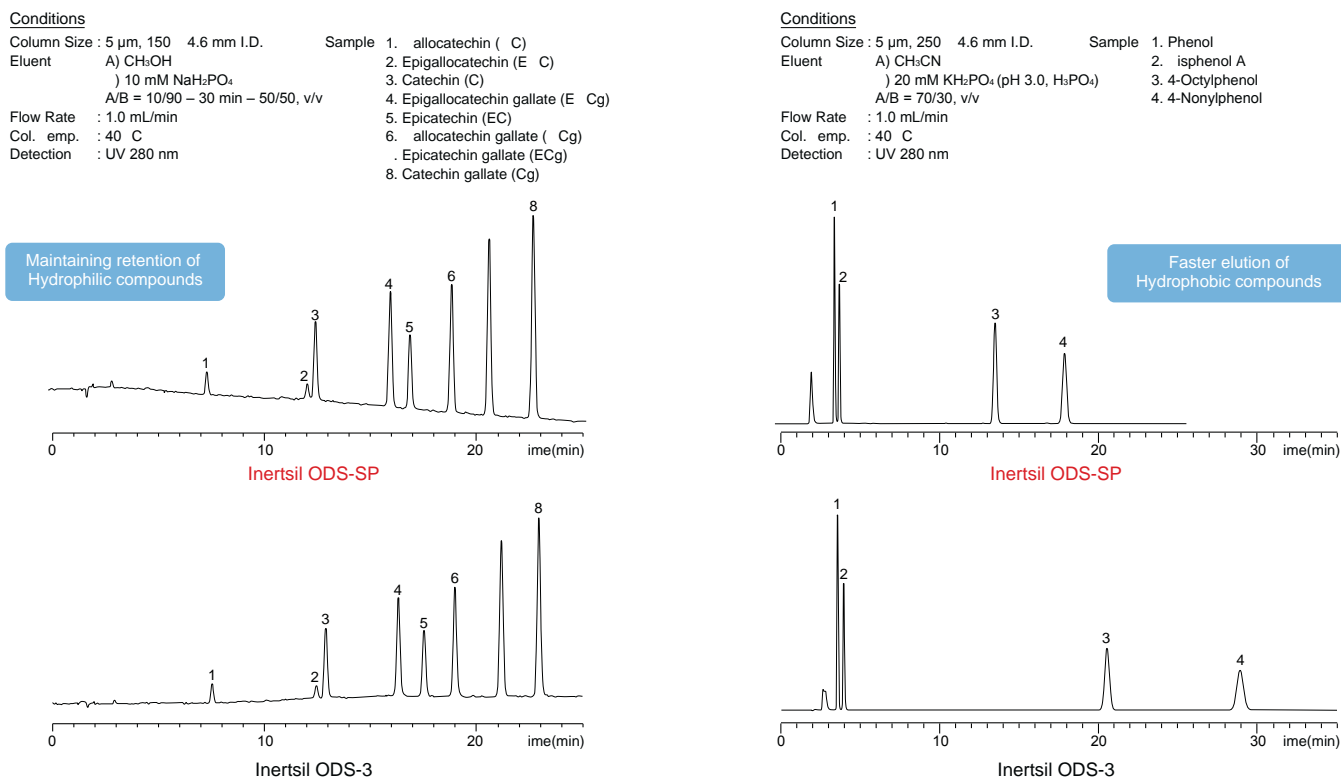 Conditions
Column Size : 5 µm, 150 4.6 mm I.D.
Eluent A) CH₃OH
) 10 mM NaH₂PO₄
A/B = 10/90 – 30 min – 50/50, v/v
Flow Rate : 1.0 mL/min
Col. emp. : 40 C
Detection : UV 280 nm
Sample 1. allocatechin ( C)
2. Epigallocatechin (E C)
3. Catechin (C)
4. Epigallocatechin gallate (E Cg)
5. Epicatechin (EC)
6. allocatechin gallate ( Cg)
. Epicatechin gallate (ECg)
8. Catechin gallate (Cg)
Maintaining retention of
Hydrophilic compounds
1
2
3
4
5
6
8
0 10 20 ime(min)
Inertsil ODS-SP
1
2
3
4
5
6
8
0 10 20 ime(min)
Inertsil ODS-3
Conditions
Column Size : 5 µm, 250 4.6 mm I.D.
Eluent A) CH₃CN
) 20 mM KH₂PO₄ (pH 3.0, H₃PO₄)
A/B = 70/30, v/v
Flow Rate : 1.0 mL/min
Col. emp. : 40 C
Detection : UV 280 nm
Sample 1. Phenol
2. isphenol A
3. 4-Octylphenol
4. 4-Nonylphenol
Faster elution of
Hydrophobic compounds
1
2
3
4
0 10 20 30 ime(min)
Inertsil ODS-SP
1
2
3
4
0 10 20 30 ime(min)
Inertsil ODS-3